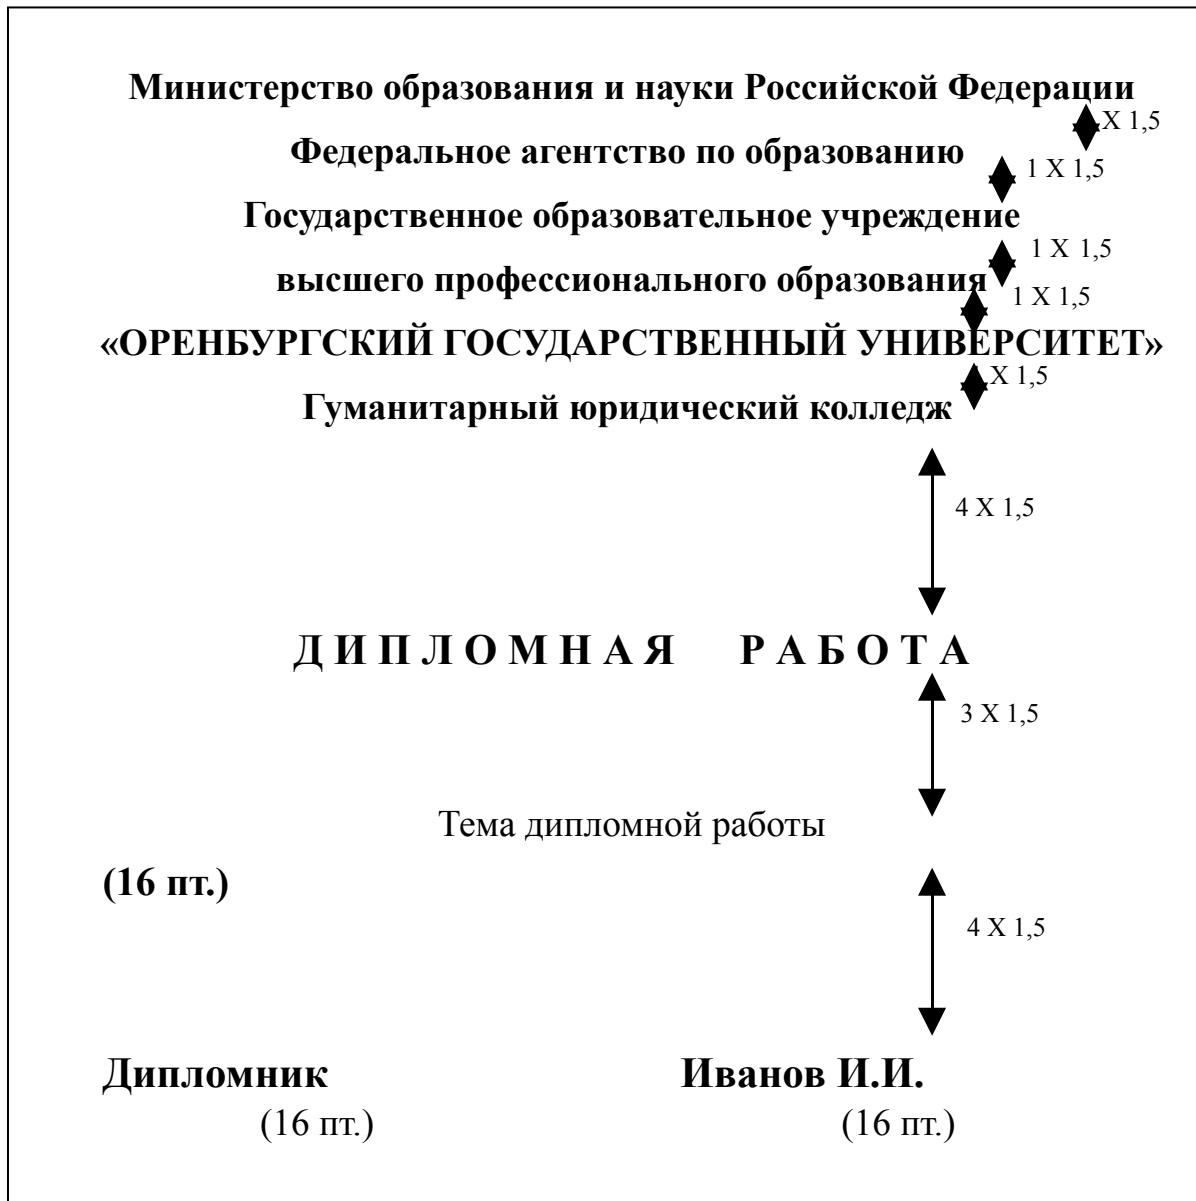 Министерство образования и науки Российской Федерации
Х 1,5
Федеральное агентство по образованию
1 Х 1,5
Государственное образовательное учреждение
1 Х 1,5
высшего профессионального образования
1 Х 1,5
«ОРЕНБУРГСКИЙ ГОСУДАРСТВЕННЫЙ УНИВЕРСИТЕТ»
Х 1,5
Гуманитарный юридический колледж
4 Х 1,5
Д И П Л О М Н А Я Р А Б О Т А
3 Х 1,5
Тема дипломной работы
(16 пт.)
4 Х 1,5
Дипломник Иванов И.И.
(16 пт.) (16 пт.)